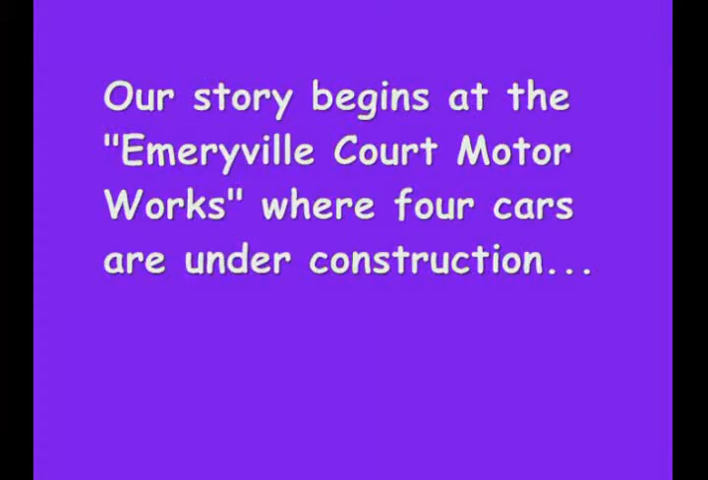 Our story begins at the
"Emeryville Court Motor
Works" where four cars
are under construction...